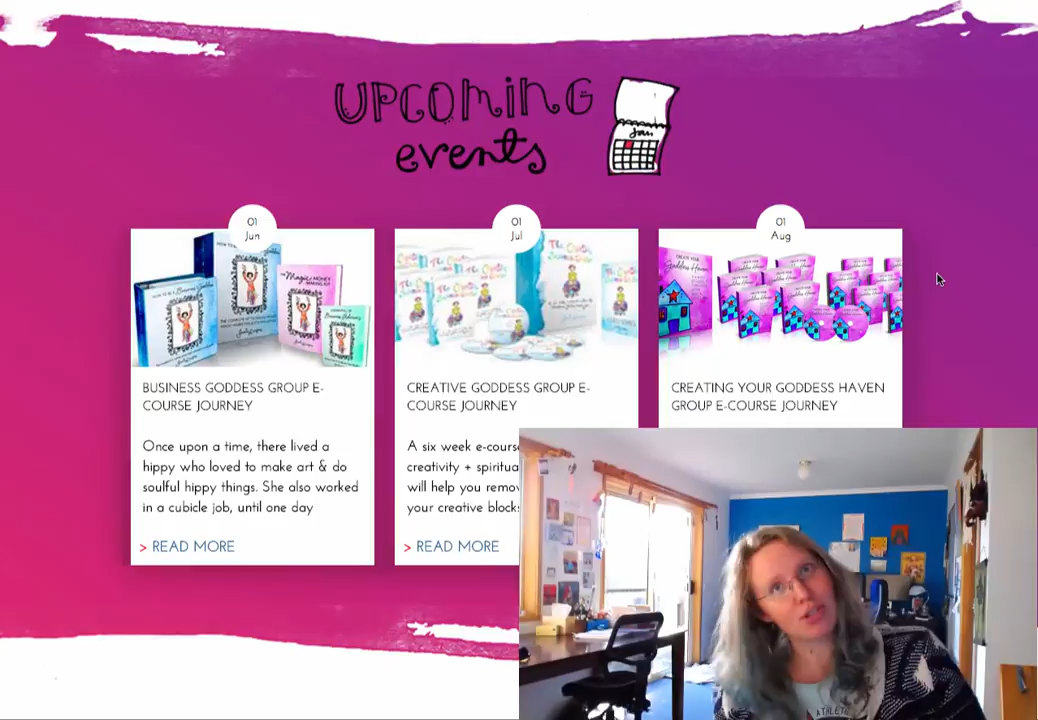 UPCOMING
events
Jan
01
Jun
01
Jul
01
Aug
BUSINESS GODDESS GROUP E-
COURSE JOURNEY
Once upon a time, there lived a
hippy who loved to make art & do
soulful hippy things. She also worked
in a cubicle job, until one day
> READ MORE
CREATIVE GODDESS GROUP E-
COURSE JOURNEY
A six week e-course
creativity + spiritua
will help you remov
your creative blocks
> READ MORE
CREATING YOUR GODDESS HAVEN
GROUP E-COURSE JOURNEY